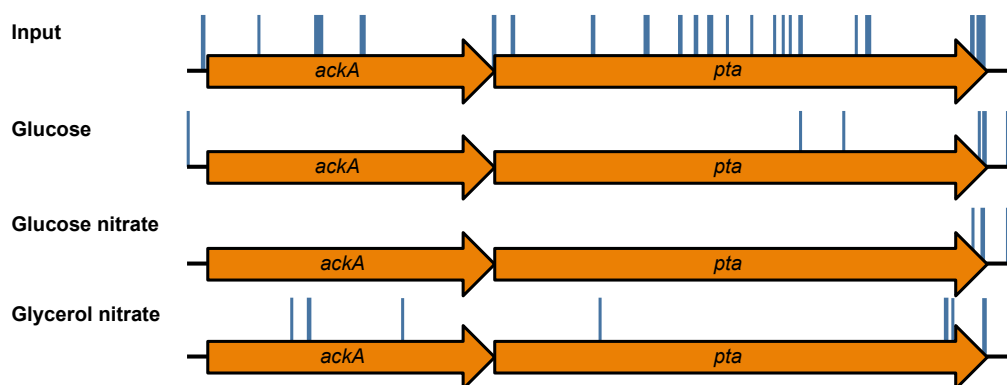 Input
ackA pta
Glucose
ackA pta
Glucose nitrate
ackA pta
Glycerol nitrate
ackA pta